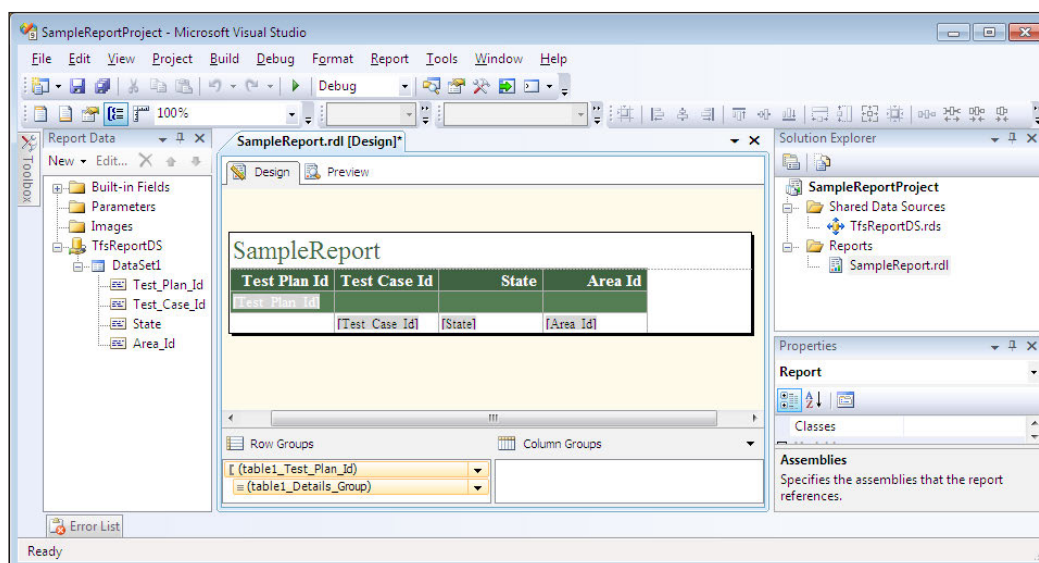 SampleReportProject - Microsoft Visual Studio
File Edit View Project Build Debug Format Report Tools Window Help
Debug
100%
Toolbox
Report Data
New Edit...
Built-in Fields
Parameters
Images
TfsReportDS
DataSet1
Test_Plan_Id
Test_Case_Id
State
Area_Id
SampleReport.rdl [Design]*
Design Preview
SampleReport
Test Plan Id Test Case Id State Area Id
[Test Plan Id]
[Test Case Id] [State] [Area Id]
Row Groups Column Groups
(table1_Test_Plan_Id)
(table1_Details_Group)
Solution Explorer
SampleReportProject
Shared Data Sources
TfsReportDS.rds
Reports
SampleReport.rdl
Properties
Report
Classes
Assemblies
Specifies the assemblies that the report
references.
Error List
Ready